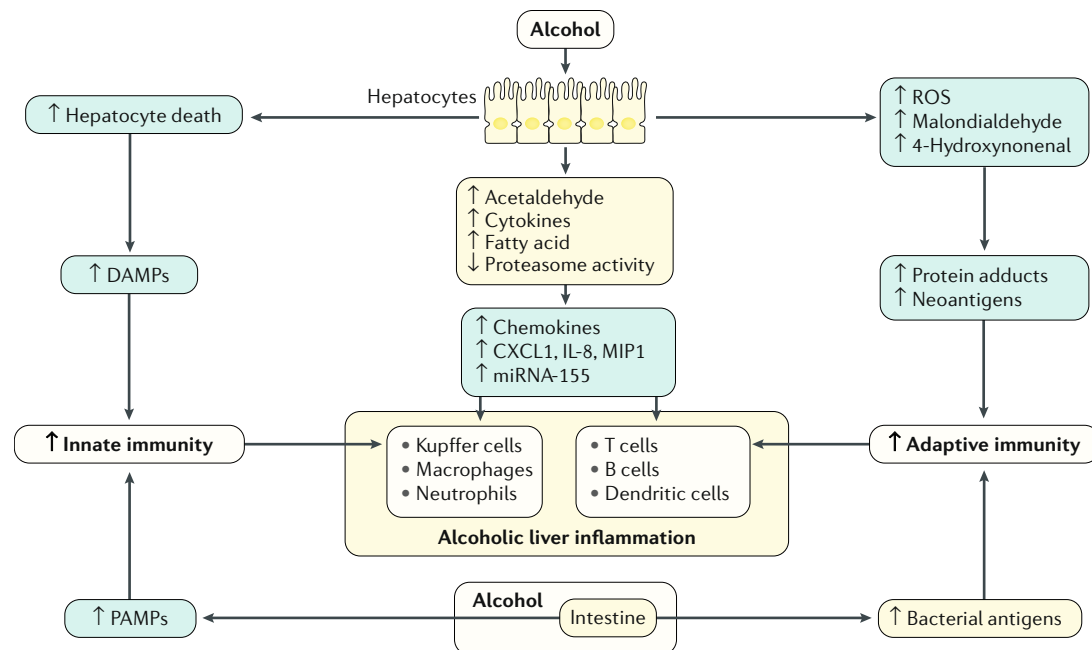 Alcohol
Hepatocytes
↑ Hepatocyte death
↑ ROS
↑ Malondialdehyde
↑ 4-Hydroxynonenal
↑ Acetaldehyde
↑ Cytokines
↑ Fatty acid
↓ Proteasome activity
↑ DAMPs
↑ Protein adducts
↑ Neoantigens
↑ Chemokines
↑ CXCL1, IL-8, MIP1
↑ miRNA-155
↑ Innate immunity
• Kupffer cells
• Macrophages
• Neutrophils
• T cells
• B cells
• Dendritic cells
↑ Adaptive immunity
Alcoholic liver inflammation
↑ PAMPs
Alcohol
Intestine
↑ Bacterial antigens